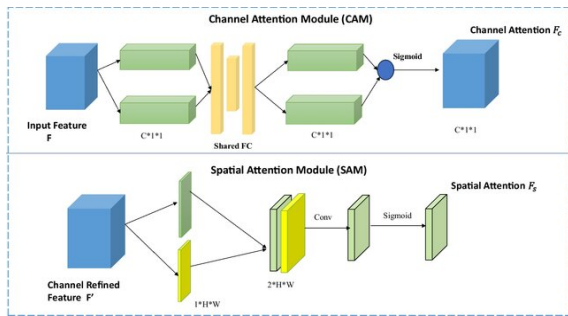 Channel Attention Module (CAM)
Channel Attention F_c
Sigmoid
Input Feature
F
C*1*1
Shared FC
C*1*1
C*1*1
Spatial Attention Module (SAM)
Spatial Attention F_s
Conv
Sigmoid
Channel Refined
Feature F'
1*H*W
2*H*W